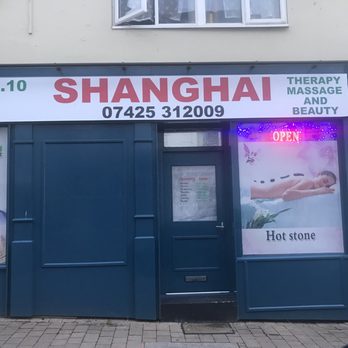 .10
SHANGHAI
07425 312009
THERAPY
MASSAGE
AND
BEAUTY
OPEN
Hot stone